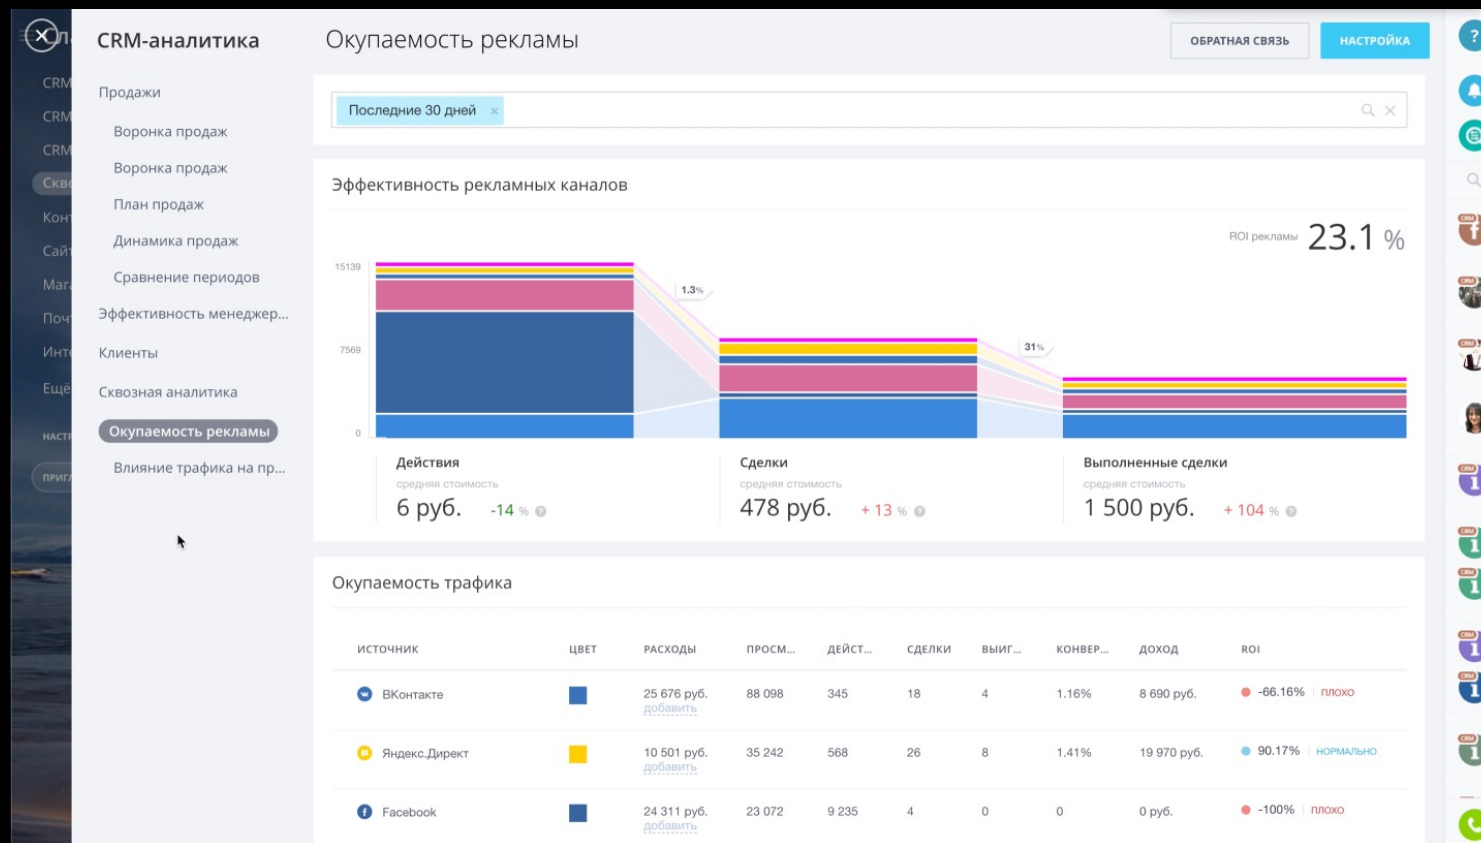 CRM-аналитика
Окупаемость рекламы
ОБРАТНАЯ СВЯЗЬ
НАСТРОЙКА
CRM
CRM
CRM
Продажи
Воронка продаж
Воронка продаж
План продаж
Динамика продаж
Сравнение периодов
Эффективность менеджер...
Клиенты
Сквозная аналитика
Окупаемость рекламы
Влияние трафика на пр...
Последние 30 дней ×
Эффективность рекламных каналов
ROI рекламы 23.1 %
15139
7569
0
1.3%
31%
Действия
средняя стоимость
6 руб. -14 %
Сделки
средняя стоимость
478 руб. + 13 %
Выполненные сделки
средняя стоимость
1 500 руб. + 104 %
Окупаемость трафика
ИСТОЧНИК ЦВЕТ РАСХОДЫ ПРОСМ... ДЕЙСТ... СДЕЛКИ ВЫИГ... КОНВЕР... ДОХОД ROI
ВКонтакте 25 676 руб. 88 098 345 18 4 1.16% 8 690 руб. -66.16% ПЛОХО
добавить
Яндекс.Директ 10 501 руб. 35 242 568 26 8 1.41% 19 970 руб. 90.17% НОРМАЛЬНО
добавить
Facebook 24 311 руб. 23 072 9 235 4 0 0 0 руб. -100% ПЛОХО
добавить